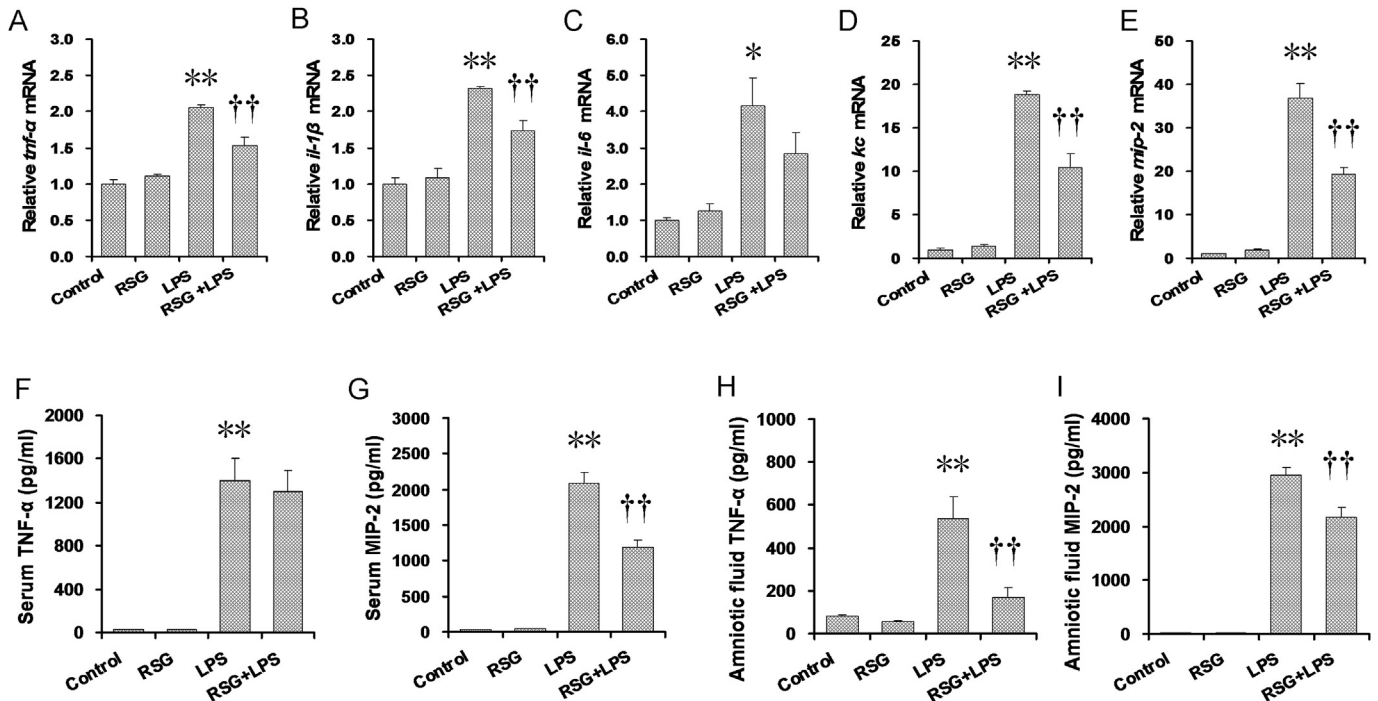 A
Relative tnf-α mRNA
3.0
2.5
2.0
1.5
1.0
0.5
0.0
**
††
Control
RSG
LPS
RSG +LPS
B
Relative il-1β mRNA
3.0
2.5
2.0
1.5
1.0
0.5
0.0
**
††
Control
RSG
LPS
RSG +LPS
C
Relative il-6 mRNA
6.0
5.0
4.0
3.0
2.0
1.0
0.0
*
Control
RSG
LPS
RSG +LPS
D
Relative kc mRNA
25
20
15
10
5
0
**
††
Control
RSG
LPS
RSG +LPS
E
Relative mip-2 mRNA
50
40
30
20
10
0
**
††
Control
RSG
LPS
RSG +LPS
F
Serum TNF-α (pg/ml)
2000
1600
1200
800
400
0
**
Control
RSG
LPS
RSG+LPS
G
Serum MIP-2 (pg/ml)
3000
2500
2000
1500
1000
500
0
**
††
Control
RSG
LPS
RSG+LPS
H
Amniotic fluid TNF-α (pg/ml)
1000
800
600
400
200
0
**
††
Control
RSG
LPS
RSG+LPS
I
Amniotic fluid MIP-2 (pg/ml)
4000
3000
2000
1000
0
**
††
Control
RSG
LPS
RSG+LPS